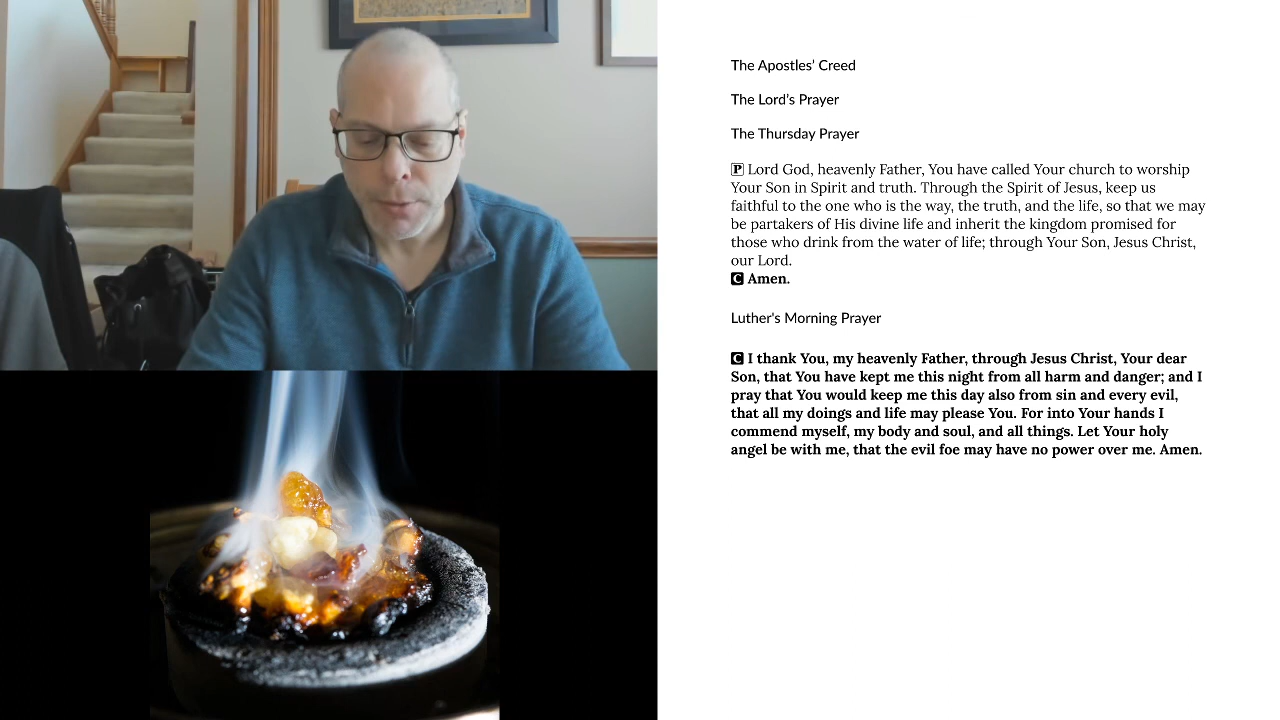 The Apostles’ Creed
The Lord’s Prayer
The Thursday Prayer
P Lord God, heavenly Father, You have called Your church to worship
Your Son in Spirit and truth. Through the Spirit of Jesus, keep us
faithful to the one who is the way, the truth, and the life, so that we may
be partakers of His divine life and inherit the kingdom promised for
those who drink from the water of life; through Your Son, Jesus Christ,
our Lord.
C Amen.
Luther's Morning Prayer
C I thank You, my heavenly Father, through Jesus Christ, Your dear
Son, that You have kept me this night from all harm and danger; and I
pray that You would keep me this day also from sin and every evil,
that all my doings and life may please You. For into Your hands I
commend myself, my body and soul, and all things. Let Your holy
angel be with me, that the evil foe may have no power over me. Amen.